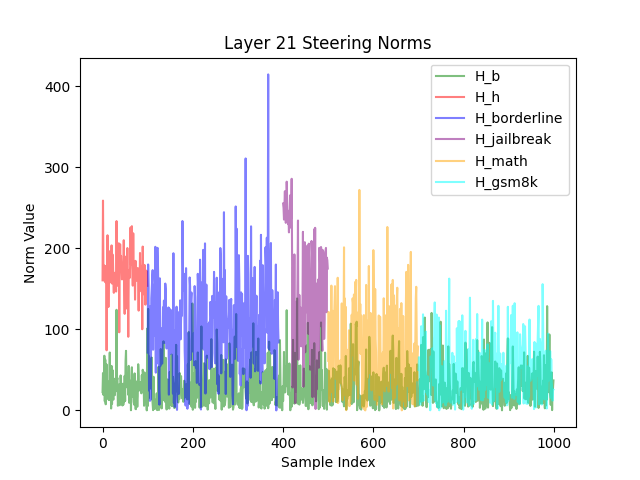 Layer 21 Steering Norms
H_b
H_h
H_borderline
H_jailbreak
H_math
H_gsm8k
Norm Value
400
300
200
100
0
0 200 400 600 800 1000
Sample Index